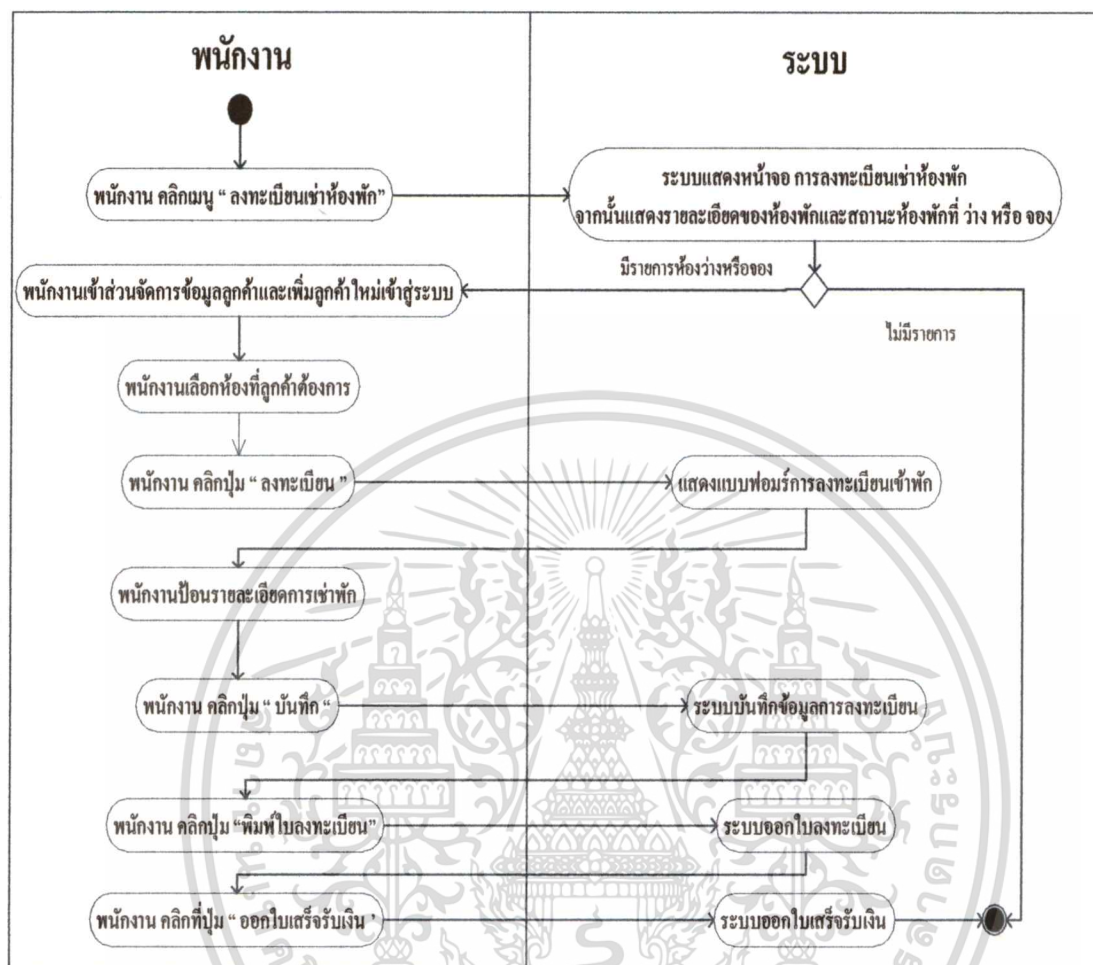 พนักงาน
ระบบ
พนักงาน คลิกเมนู “ ลงทะเบียนเช่าห้องพัก”
ระบบแสดงหน้าจอ การลงทะเบียนเช่าห้องพัก
จากนั้นแสดงรายละเอียดของห้องพักและสถานะห้องพักที่ ว่าง หรือ จอง
มีรายการห้องว่างหรือจอง
พนักงานเข้าส่วนจัดการข้อมูลลูกค้าและเพิ่มลูกค้าใหม่เข้าสู่ระบบ
ไม่มีรายการ
พนักงานเลือกห้องที่ลูกค้าต้องการ
พนักงาน คลิกปุ่ม “ ลงทะเบียน ”
แสดงแบบฟอมร์การลงทะเบียนเข้าพัก
พนักงานป้อนรายละเอียดการเช่าพัก
พนักงาน คลิกปุ่ม “ บันทึก “
ระบบบันทึกข้อมูลการลงทะเบียน
พนักงาน คลิกปุ่ม “พิมพ์ใบลงทะเบียน”
ระบบออกใบลงทะเบียน
พนักงาน คลิกที่ปุ่ม “ ออกใบเสร็จรับเงิน '
ระบบออกใบเสร็จรับเงิน